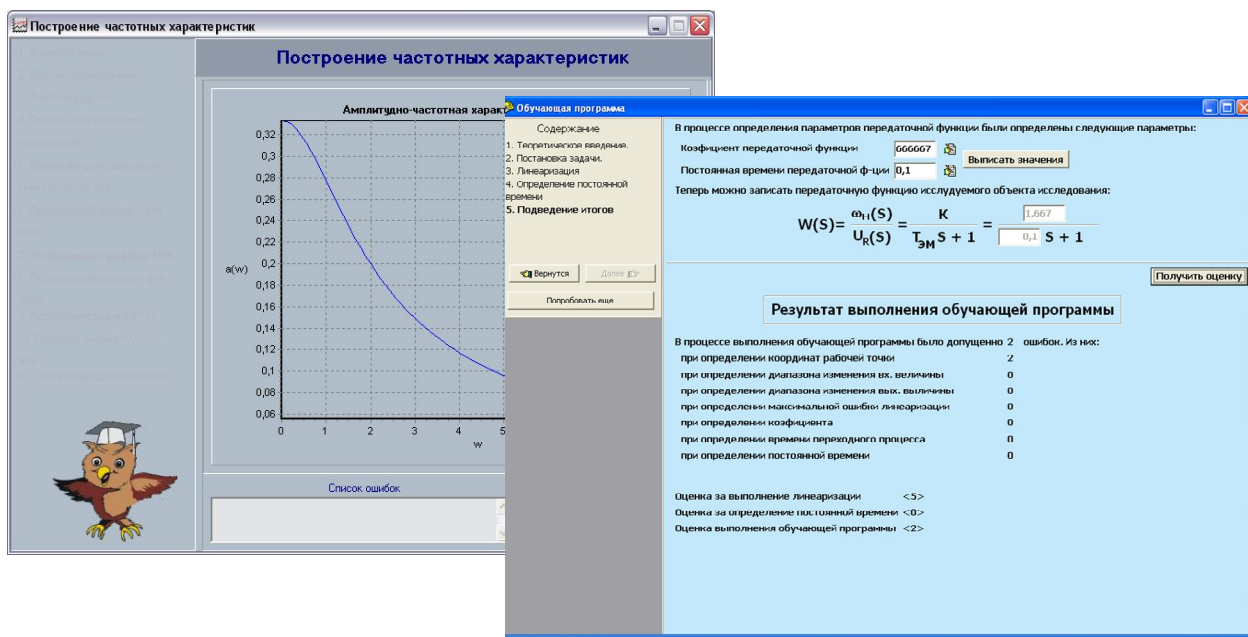 Построение частотных характеристик
Построение частотных характеристик
Амплитудно-частотная харак
0,32
0,3
0,28
0,26
0,24
0,22
a(w)
0,2
0,18
0,16
0,14
0,12
0,1
0,08
0,06
0 1 2 3 4 5
w
Список ошибок
Обучающая программа
Содержание
1. Теоретическое введение.
2. Постановка задачи.
3. Линеаризация
4. Определение постоянной
времени
5. Подведение итогов
Вернутся Далее
Попробовать еще
В процессе определения параметров передаточной функции были определены следующие параметры:
Коэфициент передаточной функции 666667
Выписать значения
Постоянная времени передаточной ф-ции 0,1
Теперь можно записать передаточную функцию исслудуемого объекта исследования:
W(S)= ωН(S) / UR(S) = К / ТЭМ S + 1 = 1,667 / 0,1 S + 1
Получить оценку
Результат выполнения обучающей программы
В процессе выполнения обучающей программы было допущенно 2 ошибок. Из них:
при определении координат рабочей точки 2
при определении диапазона изменения вх. величины 0
при определении диапазона изменения вых. выличины 0
при определении максимальной ошибки линеаризации 0
при определении коэфициента 0
при определении времени переходного процесса 0
при определении постоянной времени 0
Оценка за выполнение линеаризации <5>
Оценка за определение постоянной времени <0>
Оценка выполнения обучающей программы <2>